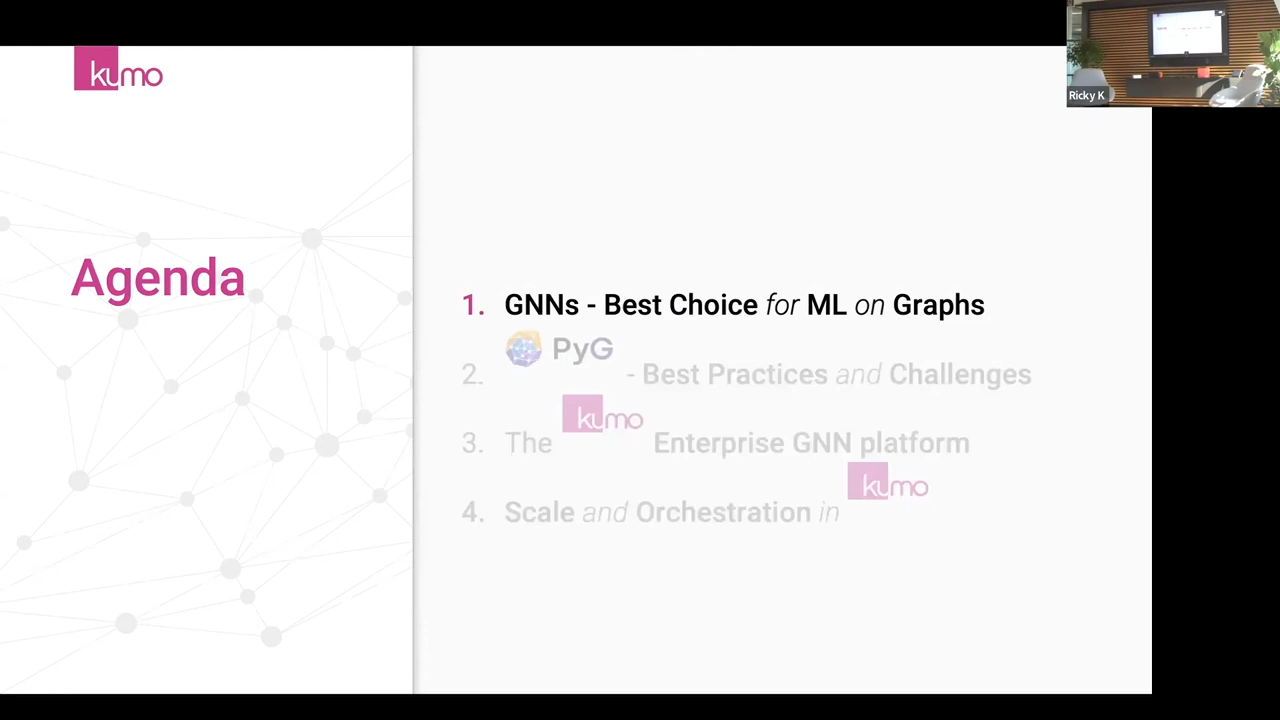 kumo
Ricky K
Agenda
1. GNNs - Best Choice for ML on Graphs
2. PyG - Best Practices and Challenges
3. The kumo Enterprise GNN platform
4. Scale and Orchestration in kumo